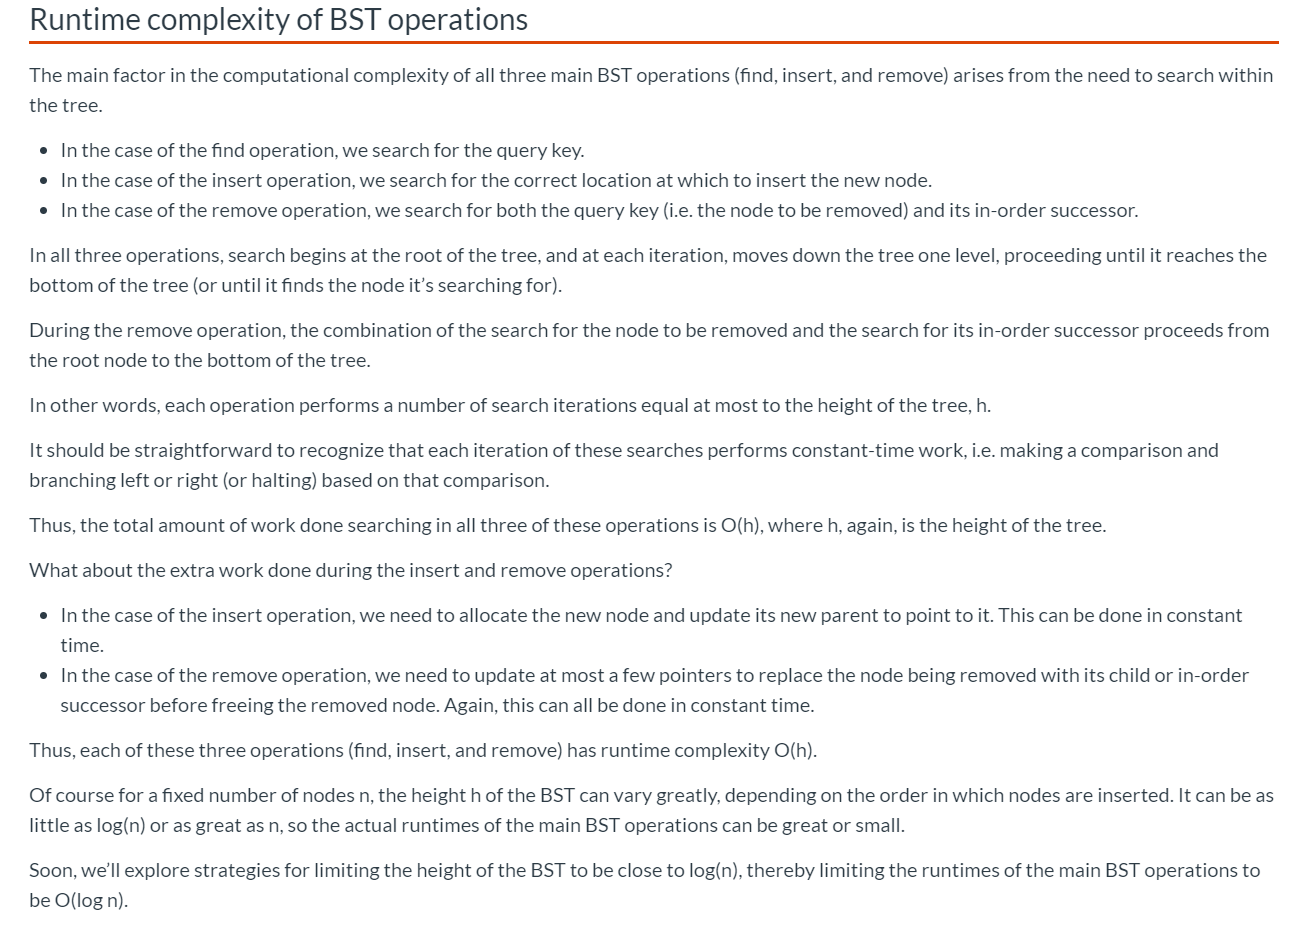 Runtime complexity of BST operations
The main factor in the computational complexity of all three main BST operations (find, insert, and remove) arises from the need to search within
the tree.
• In the case of the find operation, we search for the query key.
• In the case of the insert operation, we search for the correct location at which to insert the new node.
• In the case of the remove operation, we search for both the query key (i.e. the node to be removed) and its in-order successor.
In all three operations, search begins at the root of the tree, and at each iteration, moves down the tree one level, proceeding until it reaches the
bottom of the tree (or until it finds the node it’s searching for).
During the remove operation, the combination of the search for the node to be removed and the search for its in-order successor proceeds from
the root node to the bottom of the tree.
In other words, each operation performs a number of search iterations equal at most to the height of the tree, h.
It should be straightforward to recognize that each iteration of these searches performs constant-time work, i.e. making a comparison and
branching left or right (or halting) based on that comparison.
Thus, the total amount of work done searching in all three of these operations is O(h), where h, again, is the height of the tree.
What about the extra work done during the insert and remove operations?
• In the case of the insert operation, we need to allocate the new node and update its new parent to point to it. This can be done in constant
time.
• In the case of the remove operation, we need to update at most a few pointers to replace the node being removed with its child or in-order
successor before freeing the removed node. Again, this can all be done in constant time.
Thus, each of these three operations (find, insert, and remove) has runtime complexity O(h).
Of course for a fixed number of nodes n, the height h of the BST can vary greatly, depending on the order in which nodes are inserted. It can be as
little as log(n) or as great as n, so the actual runtimes of the main BST operations can be great or small.
Soon, we’ll explore strategies for limiting the height of the BST to be close to log(n), thereby limiting the runtimes of the main BST operations to
be O(log n).